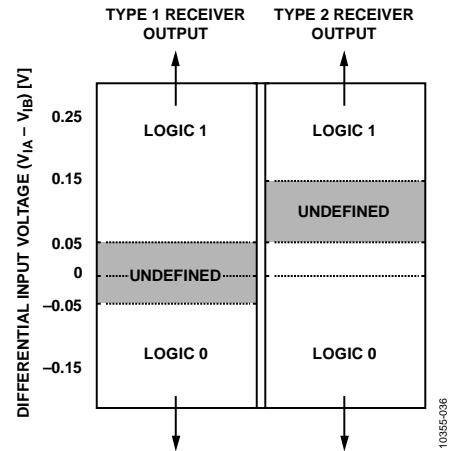 TYPE 1 RECEIVER
OUTPUT
TYPE 2 RECEIVER
OUTPUT
DIFFERENTIAL INPUT VOLTAGE (VIA – VIB) [V]
0.25
0.15
0.05
0
–0.05
–0.15
LOGIC 1
UNDEFINED
LOGIC 0
LOGIC 1
UNDEFINED
LOGIC 0
10355-036